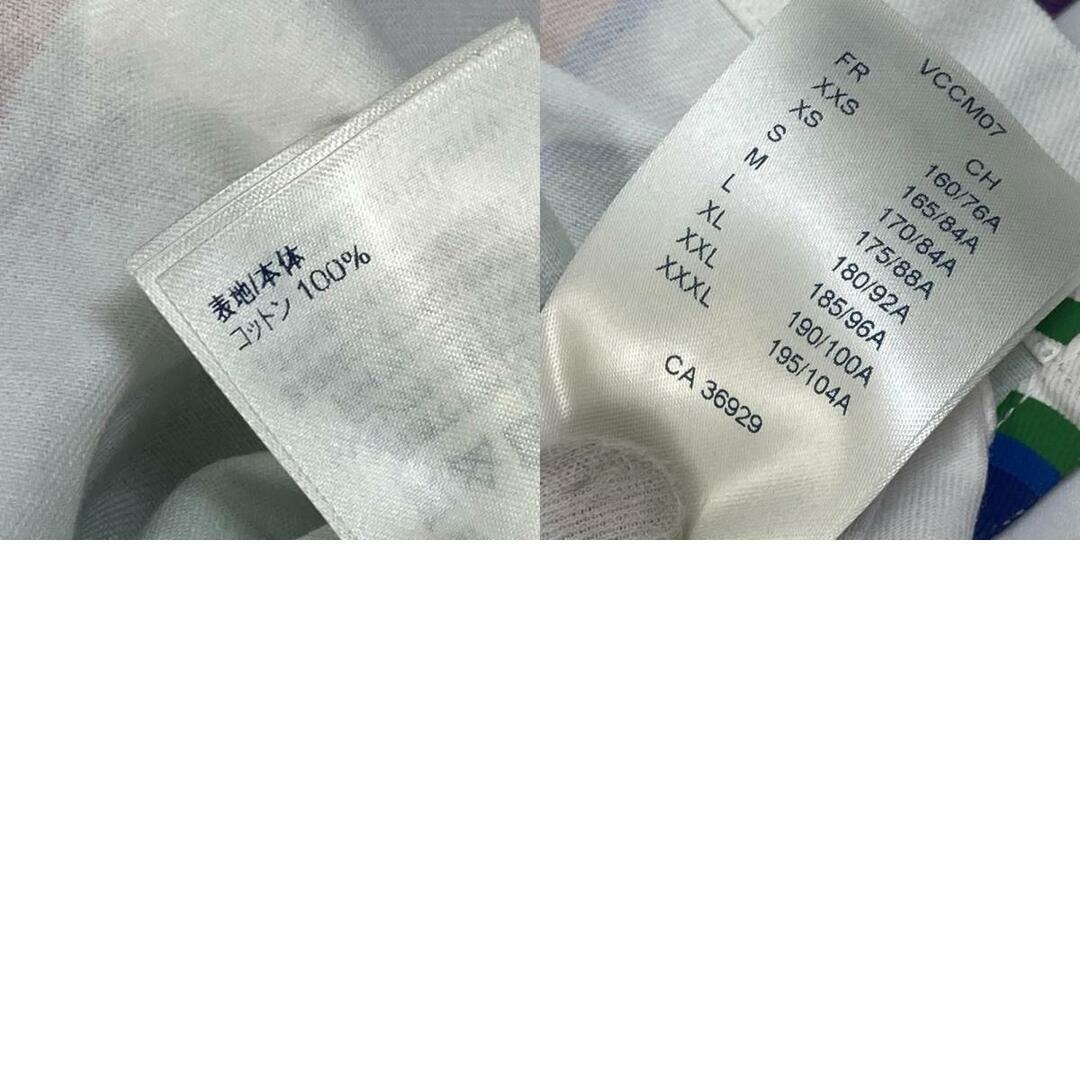 表地/本体
コットン 100%
VCCM07
FR CH
XXS 160/76A
XS 165/84A
S 170/84A
M 175/88A
L 180/92A
XL 185/96A
XXL 190/100A
XXXL 195/104A
CA 36929